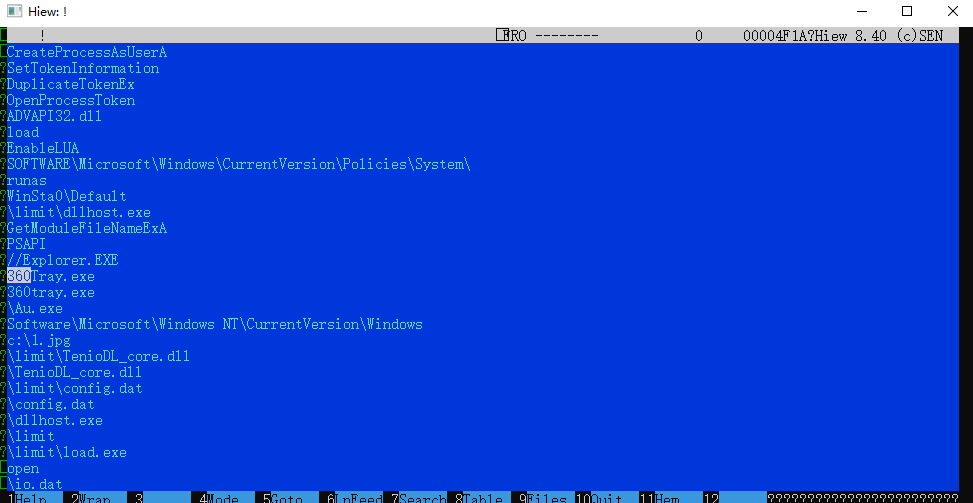 Hiew: !
! FRO -------- 0 00004F1A?Hiew 8.40 (c)SEN
CreateProcessAsUserA
?SetTokenInformation
?DuplicateTokenEx
?OpenProcessToken
?ADVAPI32.dll
?load
?EnableLUA
?SOFTWARE\Microsoft\Windows\CurrentVersion\Policies\System\
?runas
?WinSta0\Default
?\limit\dllhost.exe
?GetModuleFileNameExA
?PSAPI
?//Explorer.EXE
?360Tray.exe
?360tray.exe
?\Au.exe
?Software\Microsoft\Windows NT\CurrentVersion\Windows
?c:\1.jpg
?\limit\TenioDL_core.dll
?\TenioDL_core.dll
?\limit\config.dat
?\config.dat
?\dllhost.exe
?\limit
?\limit\load.exe
open
\io.dat
1Help 2Wrap 3 4Mode 5Goto 6LnFeed 7Search 8Table 9Files 10Quit 11Hem 12 ????????????????????????